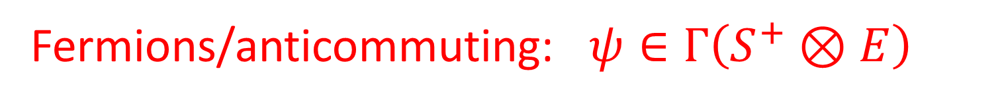 Fermions/anticommuting: 𝜓 ∈ Γ(𝑆⁺ ⊗ 𝐸)